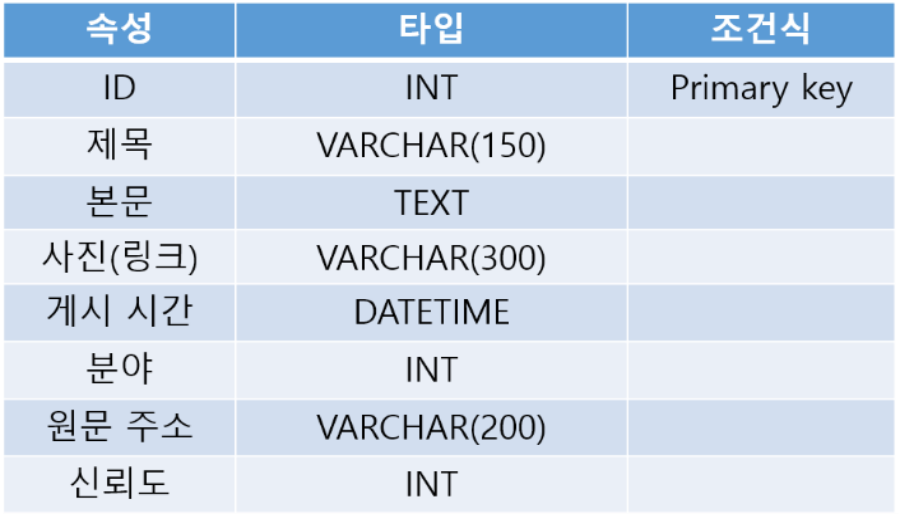 속성 타입 조건식
ID INT Primary key
제목 VARCHAR(150)
본문 TEXT
사진(링크) VARCHAR(300)
게시 시간 DATETIME
분야 INT
원문 주소 VARCHAR(200)
신뢰도 INT